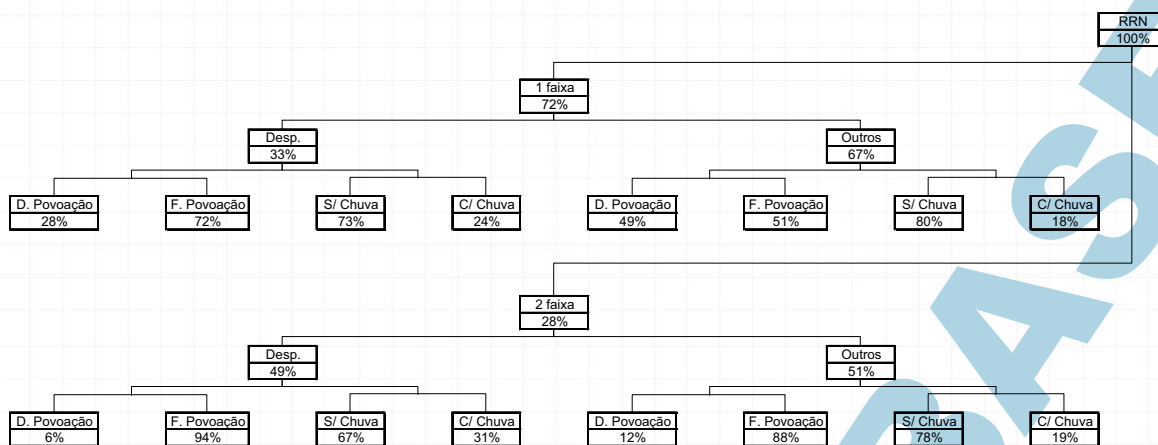 RRN
100%
1 faixa
72%
Desp. Outros
33% 67%
D. Povoação F. Povoação S/ Chuva C/ Chuva D. Povoação F. Povoação S/ Chuva C/ Chuva
28% 72% 73% 24% 49% 51% 80% 18%
2 faixa
28%
Desp. Outros
49% 51%
D. Povoação F. Povoação S/ Chuva C/ Chuva D. Povoação F. Povoação S/ Chuva C/ Chuva
6% 94% 67% 31% 12% 88% 78% 19%